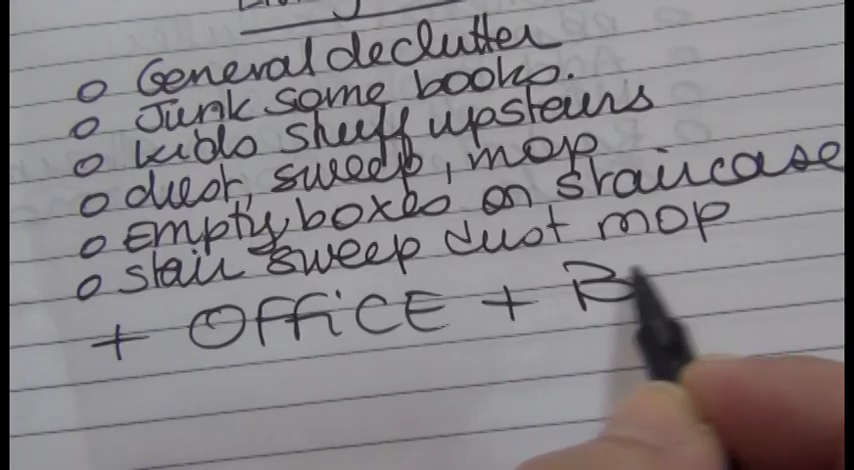 o General declutter
o Junk some books.
o kids stuff upstairs
o dust, sweep, mop
o Empty boxes on staircase
o stair sweep dust mop
+ OFFiCE + B